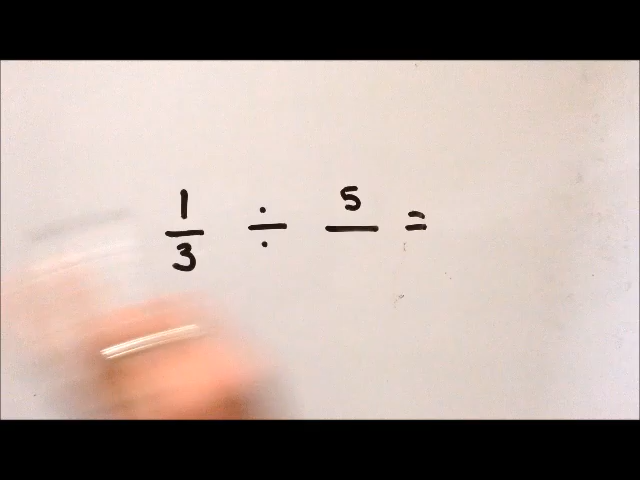 1/3 ÷ 5/ =